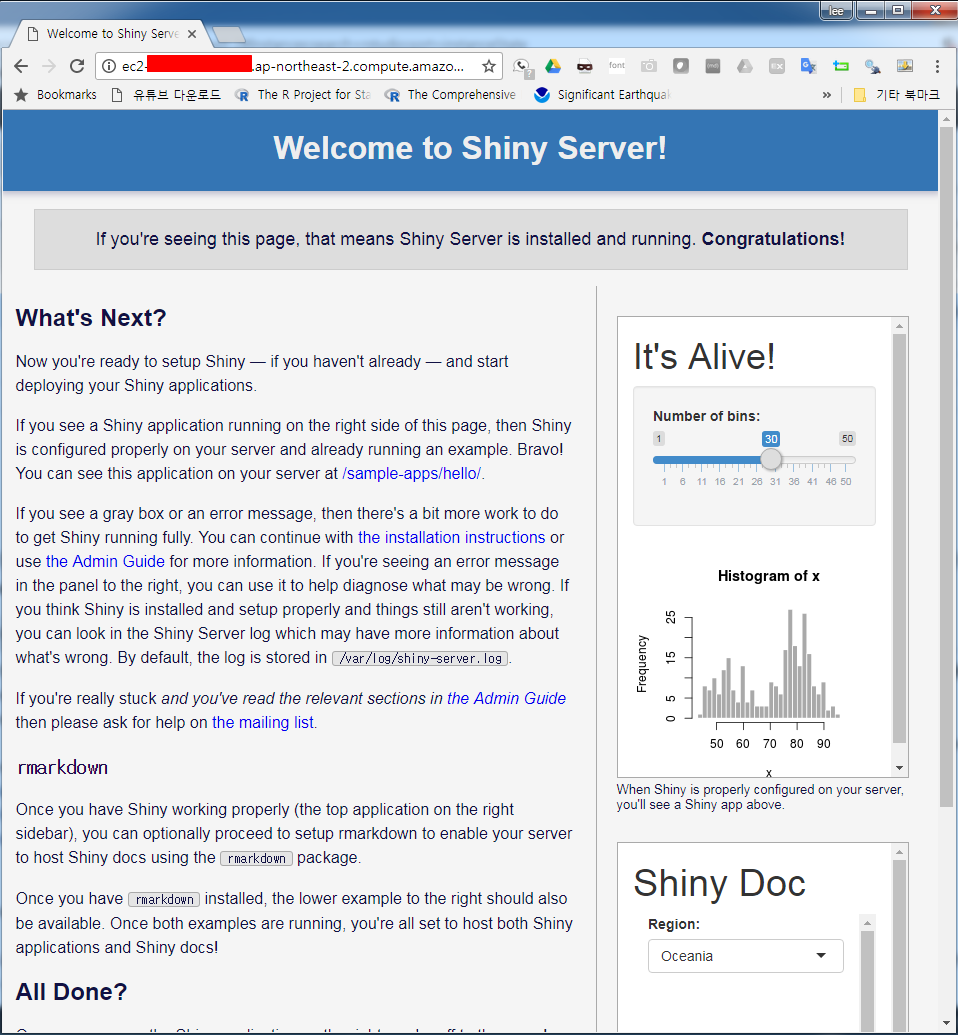 lee
Welcome to Shiny Serve
ec2- .ap-northeast-2.compute.amazo...
?
font
Bookmarks 유튜브 다운로드 The R Project for Sta The Comprehensive Significant Earthqua » 기타 북마크
Welcome to Shiny Server!
If you're seeing this page, that means Shiny Server is installed and running. Congratulations!
What's Next?
Now you're ready to setup Shiny — if you haven't already — and start
deploying your Shiny applications.
If you see a Shiny application running on the right side of this page, then Shiny
is configured properly on your server and already running an example. Bravo!
You can see this application on your server at /sample-apps/hello/.
If you see a gray box or an error message, then there's a bit more work to do
to get Shiny running fully. You can continue with the installation instructions or
use the Admin Guide for more information. If you're seeing an error message
in the panel to the right, you can use it to help diagnose what may be wrong. If
you think Shiny is installed and setup properly and things still aren't working,
you can look in the Shiny Server log which may have more information about
what's wrong. By default, the log is stored in /var/log/shiny-server.log.
If you're really stuck and you've read the relevant sections in the Admin Guide
then please ask for help on the mailing list.
rmarkdown
Once you have Shiny working properly (the top application on the right
sidebar), you can optionally proceed to setup rmarkdown to enable your server
to host Shiny docs using the rmarkdown package.
Once you have rmarkdown installed, the lower example to the right should also
be available. Once both examples are running, you're all set to host both Shiny
applications and Shiny docs!
All Done?
It's Alive!
Number of bins:
1 30 50
1 6 11 16 21 26 31 36 41 46 50
Histogram of x
Frequency
25
15
5
0
50 60 70 80 90
x
When Shiny is properly configured on your server,
you'll see a Shiny app above.
Shiny Doc
Region:
Oceania